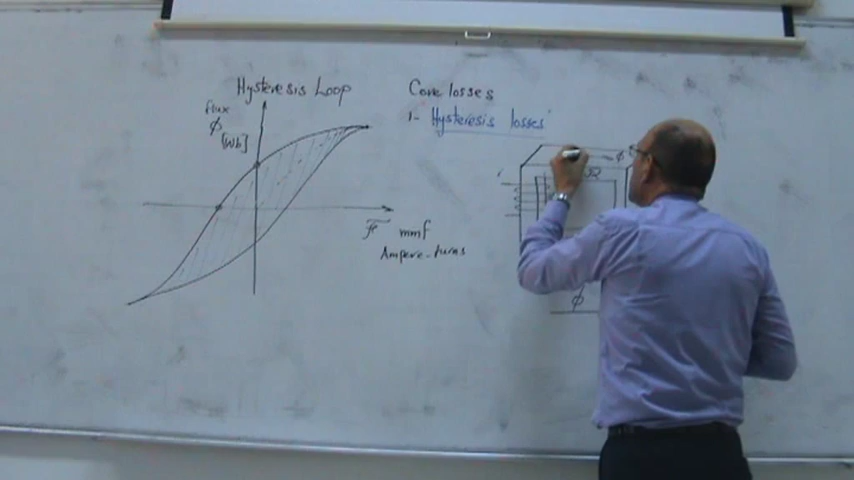 Hysteresis Loop
flux
ϕ
[Wb]
ℱ mmf
Ampere-turns
Core losses
1- Hysteresis losses
ϕ
ϕ